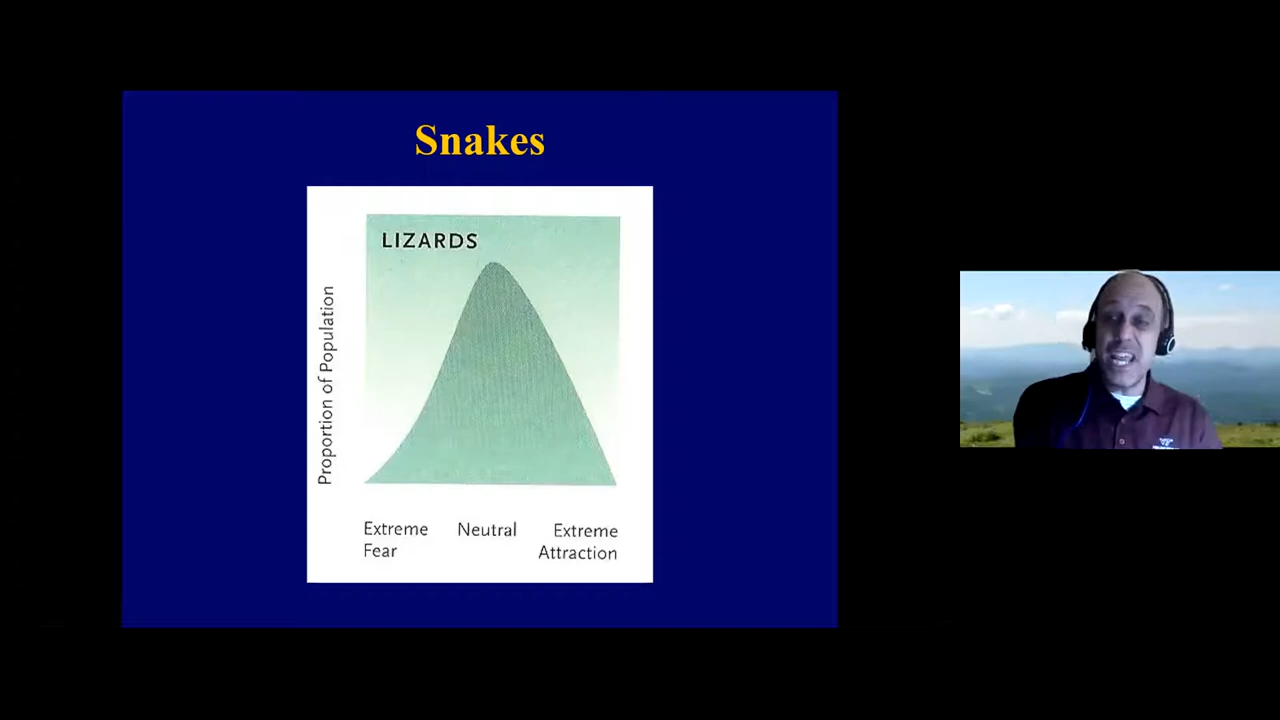 Snakes
LIZARDS
Proportion of Population
Extreme Neutral Extreme
Fear Attraction